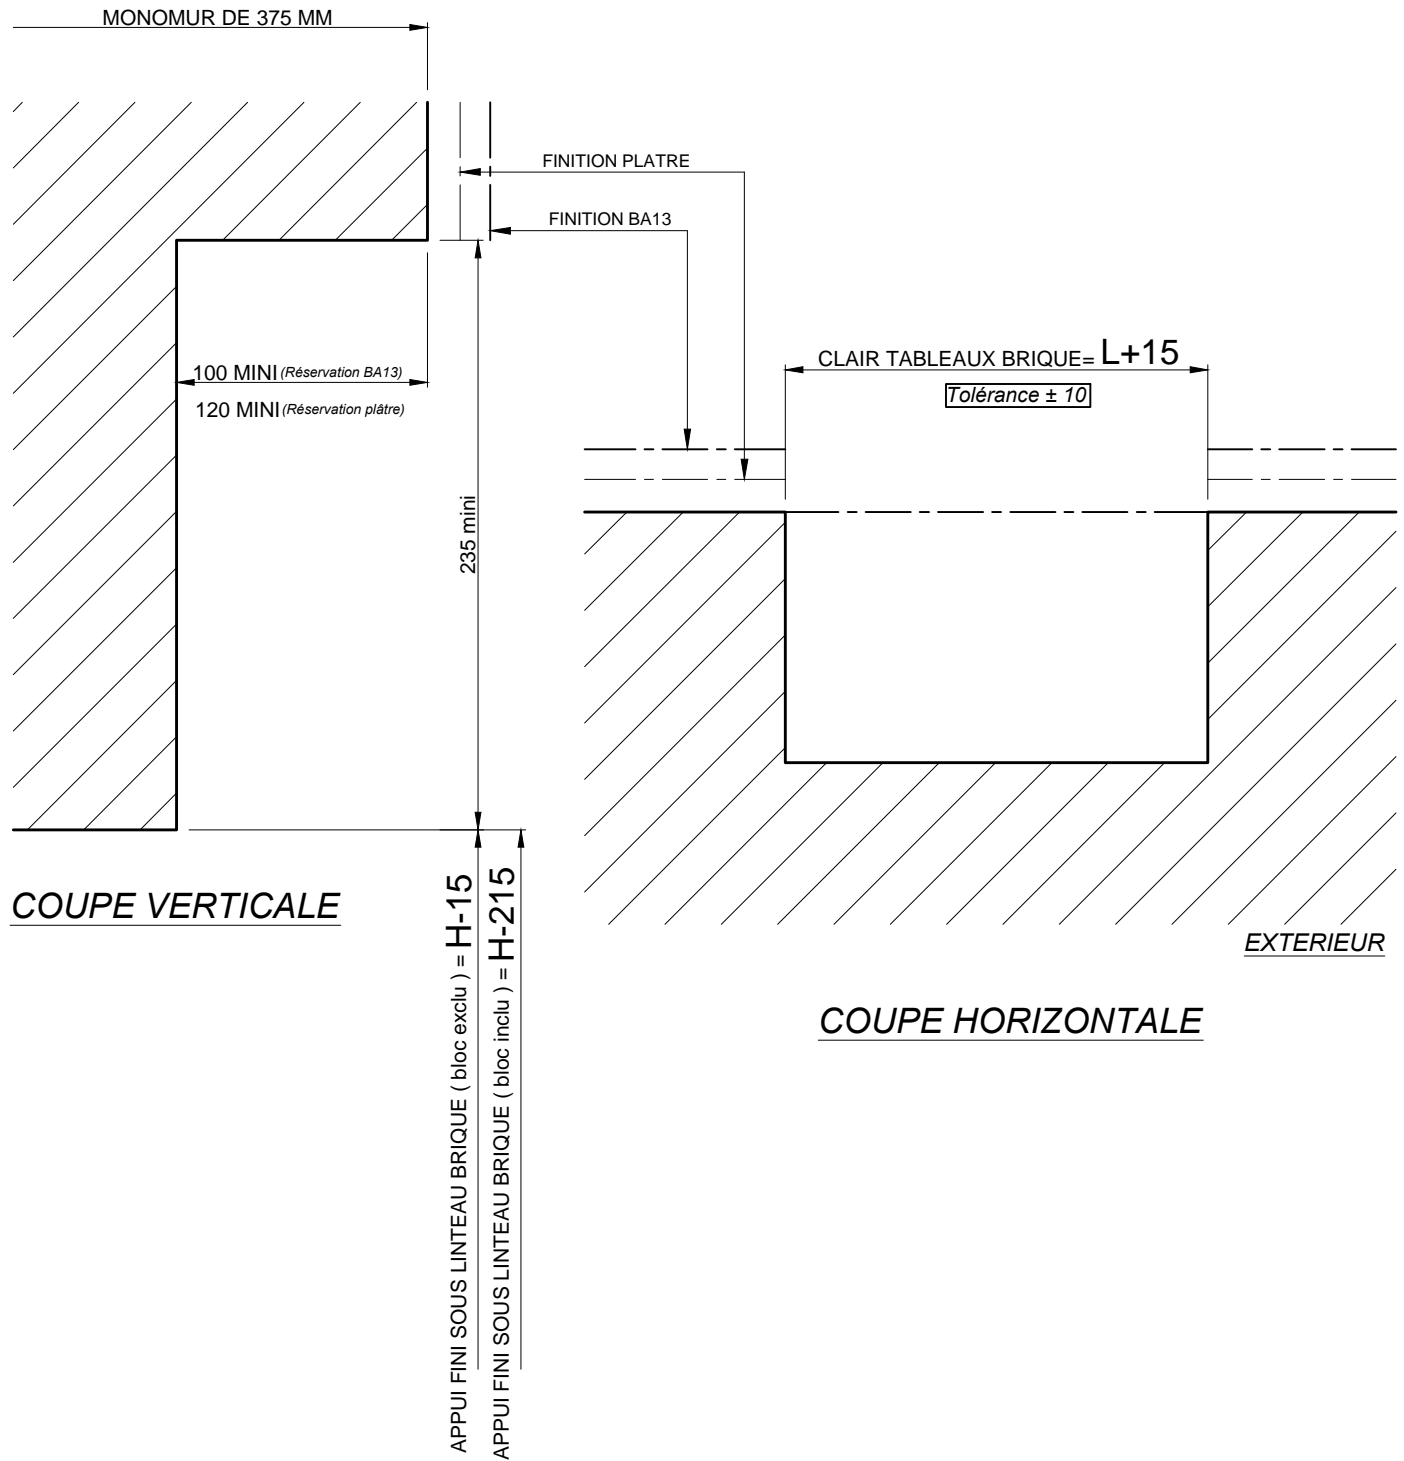 MONOMUR DE 375 MM
FINITION PLATRE
FINITION BA13
100 MINI (Réservation BA13)
120 MINI (Réservation plâtre)
235 mini
CLAIR TABLEAUX BRIQUE= L+15
Tolérance ± 10
COUPE VERTICALE
APPUI FINI SOUS LINTEAU BRIQUE ( bloc exclu ) = H-15
APPUI FINI SOUS LINTEAU BRIQUE ( bloc inclu ) = H-215
EXTERIEUR
COUPE HORIZONTALE